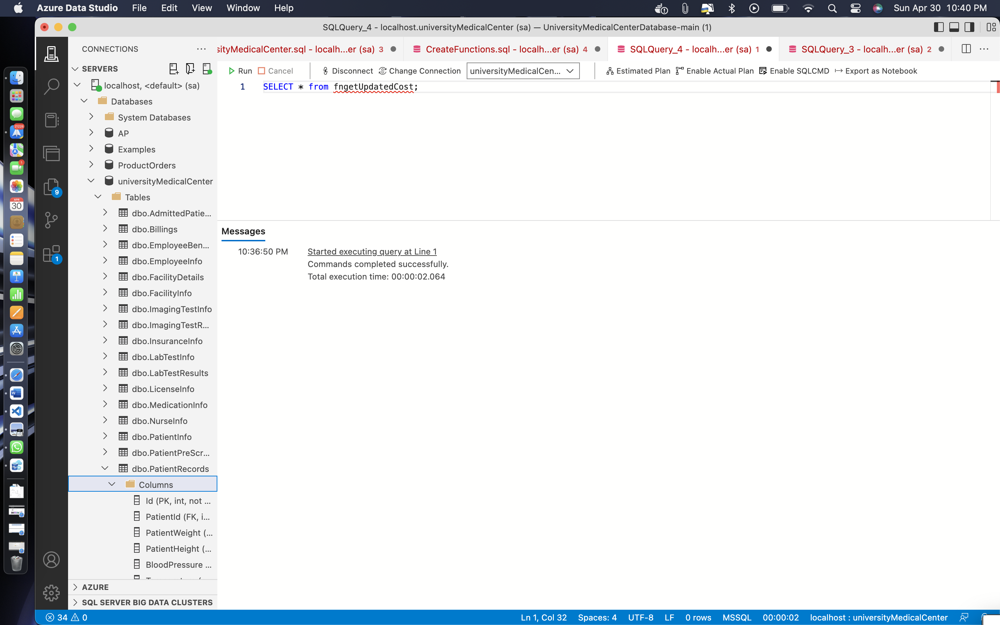 Azure Data Studio File Edit View Window Help Sun Apr 30 10:40 PM
SQLQuery_4 - localhost.universityMedicalCenter (sa) — UniversityMedicalCenterDatabase-main (1)
CONNECTIONS
sityMedicalCenter.sql - localh...er (sa) 3
CreateFunctions.sql - localh...er (sa) 4
SQLQuery_4 - localh...er (sa) 1
SQLQuery_3 - localh...er (sa) 2
Run Cancel Disconnect Change Connection universityMedicalCen... Estimated Plan Enable Actual Plan Enable SQLCMD Export as Notebook
1 SELECT * from fngetUpdatedCost;
SERVERS
localhost, <default> (sa)
Databases
System Databases
AP
Examples
ProductOrders
universityMedicalCenter
Tables
dbo.AdmittedPatie...
dbo.Billings
dbo.EmployeeBen...
dbo.EmployeeInfo
dbo.FacilityDetails
dbo.FacilityInfo
dbo.ImagingTestInfo
dbo.ImagingTestR...
dbo.InsuranceInfo
dbo.LabTestInfo
dbo.LabTestResults
dbo.LicenseInfo
dbo.MedicationInfo
dbo.NurseInfo
dbo.PatientInfo
dbo.PatientPreScr...
dbo.PatientRecords
Columns
Id (PK, int, not ...
PatientId (FK, i...
PatientWeight (...
PatientHeight (...
BloodPressure ...
AZURE
SQL SERVER BIG DATA CLUSTERS
Messages
10:36:50 PM Started executing query at Line 1
Commands completed successfully.
Total execution time: 00:00:02.064
9
1
21228
1
APR
30
34 0
Ln 1, Col 32 Spaces: 4 UTF-8 LF 0 rows MSSQL 00:00:02 localhost : universityMedicalCenter